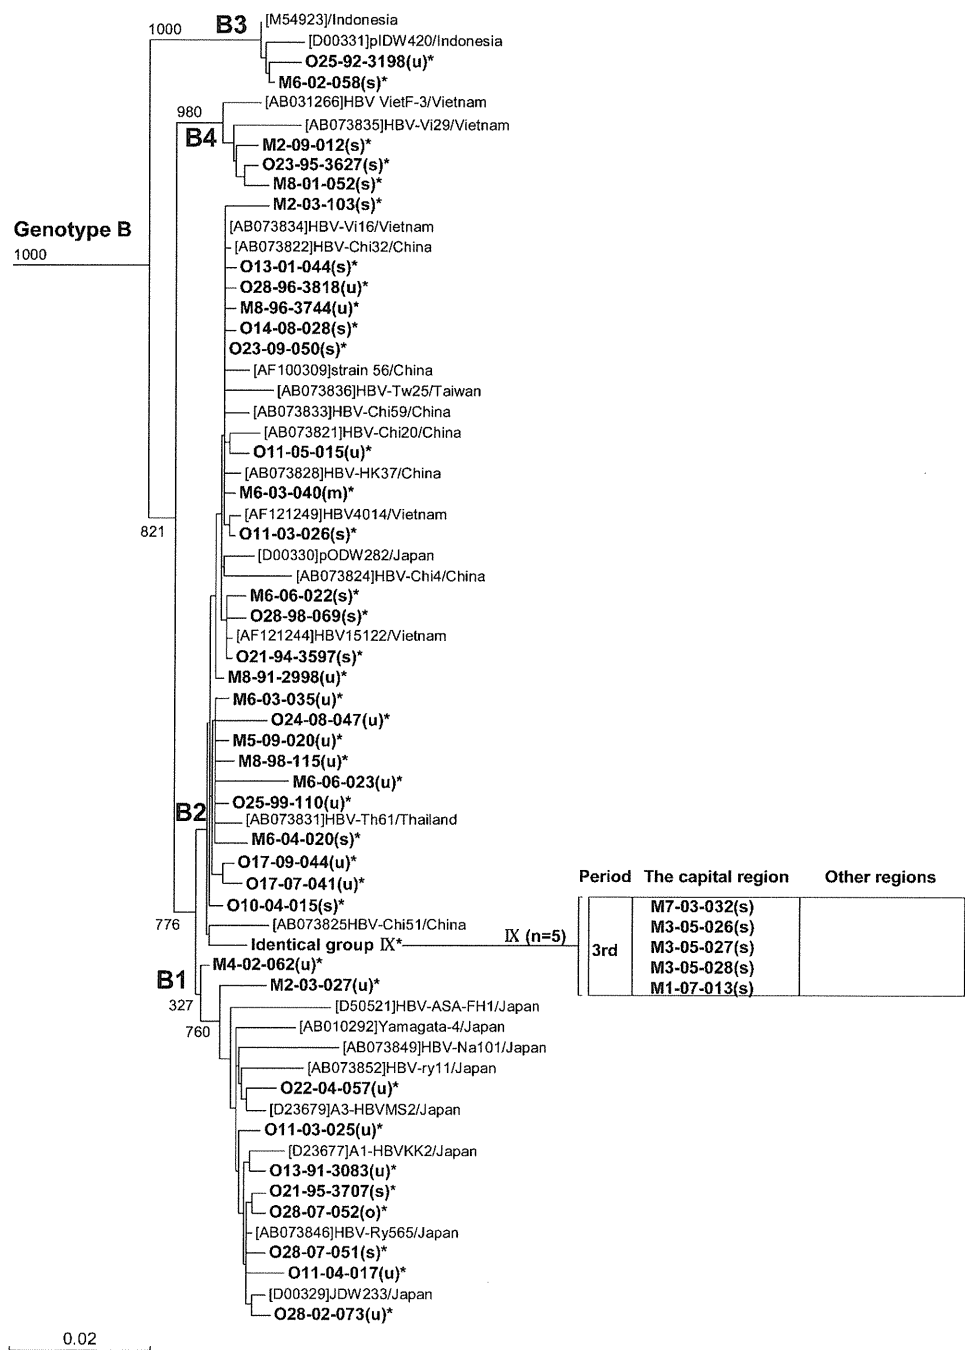 [M54923]/Indonesia
1000
B3
[D00331]pIDW420/Indonesia
O25-92-3198(u)*
M6-02-058(s)*
[AB031266]HBV VietF-3/Vietnam
980
[AB073835]HBV-Vi29/Vietnam
B4
M2-09-012(s)*
O23-95-3627(s)*
M8-01-052(s)*
M2-03-103(s)*
Genotype B
[AB073834]HBV-Vi16/Vietnam
1000
[AB073822]HBV-Chi32/China
O13-01-044(s)*
O28-96-3818(u)*
M8-96-3744(u)*
O14-08-028(s)*
O23-09-050(s)*
[AF100309]strain 56/China
[AB073836]HBV-Tw25/Taiwan
[AB073833]HBV-Chi59/China
[AB073821]HBV-Chi20/China
O11-05-015(u)*
[AB073828]HBV-HK37/China
M6-03-040(m)*
[AF121249]HBV4014/Vietnam
821
O11-03-026(s)*
[D00330]pODW282/Japan
[AB073824]HBV-Chi4/China
M6-06-022(s)*
O28-98-069(s)*
[AF121244]HBV15122/Vietnam
O21-94-3597(s)*
M8-91-2998(u)*
M6-03-035(u)*
O24-08-047(u)*
M5-09-020(u)*
M8-98-115(u)*
M6-06-023(u)*
O25-99-110(u)*
B2
[AB073831]HBV-Th61/Thailand
M6-04-020(s)*
O17-09-044(u)*
O17-07-041(u)*
Period The capital region Other regions
O10-04-015(s)*
M7-03-032(s)
776
[AB073825HBV-Chi51/China
M3-05-026(s)
Identical group IX*
IX (n=5)
3rd
M3-05-027(s)
M4-02-062(u)*
M3-05-028(s)
B1
M2-03-027(u)*
M1-07-013(s)
327
[D50521]HBV-ASA-FH1/Japan
760
[AB010292]Yamagata-4/Japan
[AB073849]HBV-Na101/Japan
[AB073852]HBV-ry11/Japan
O22-04-057(u)*
[D23679]A3-HBVMS2/Japan
O11-03-025(u)*
[D23677]A1-HBVKK2/Japan
O13-91-3083(u)*
O21-95-3707(s)*
O28-07-052(o)*
[AB073846]HBV-Ry565/Japan
O28-07-051(s)*
O11-04-017(u)*
[D00329]JDW233/Japan
O28-02-073(u)*
0.02